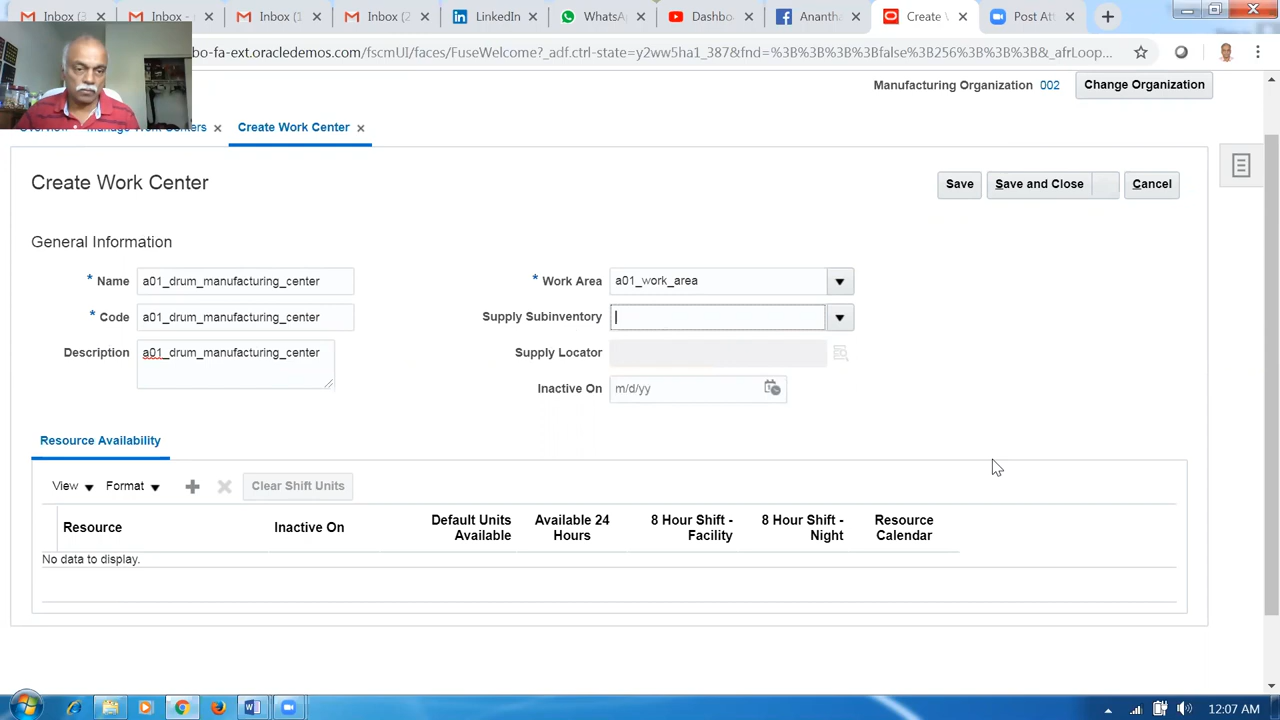 Inbox (3
Inbox (
Inbox (1
Inbox (2
LinkedIn
WhatsA
Dashbo
Anantha
Create W
Post Att
bo-fa-ext.oracledemos.com/fscmUI/faces/FuseWelcome?_adf.ctrl-state=y2ww5ha1_387&fnd=%3B%3B%3B%3Bfalse%3B256%3B%3B%3B&_afrLoop...
Manufacturing Organization 002 Change Organization
Create Work Center
Create Work Center
Save Save and Close Cancel
General Information
* Name a01_drum_manufacturing_center * Work Area a01_work_area
* Code a01_drum_manufacturing_center Supply Subinventory
Description a01_drum_manufacturing_center Supply Locator
Inactive On m/d/yy
Resource Availability
View Format Clear Shift Units
Resource Inactive On Default Units Available Available 24 Hours 8 Hour Shift - Facility 8 Hour Shift - Night Resource Calendar
No data to display.
12:07 AM